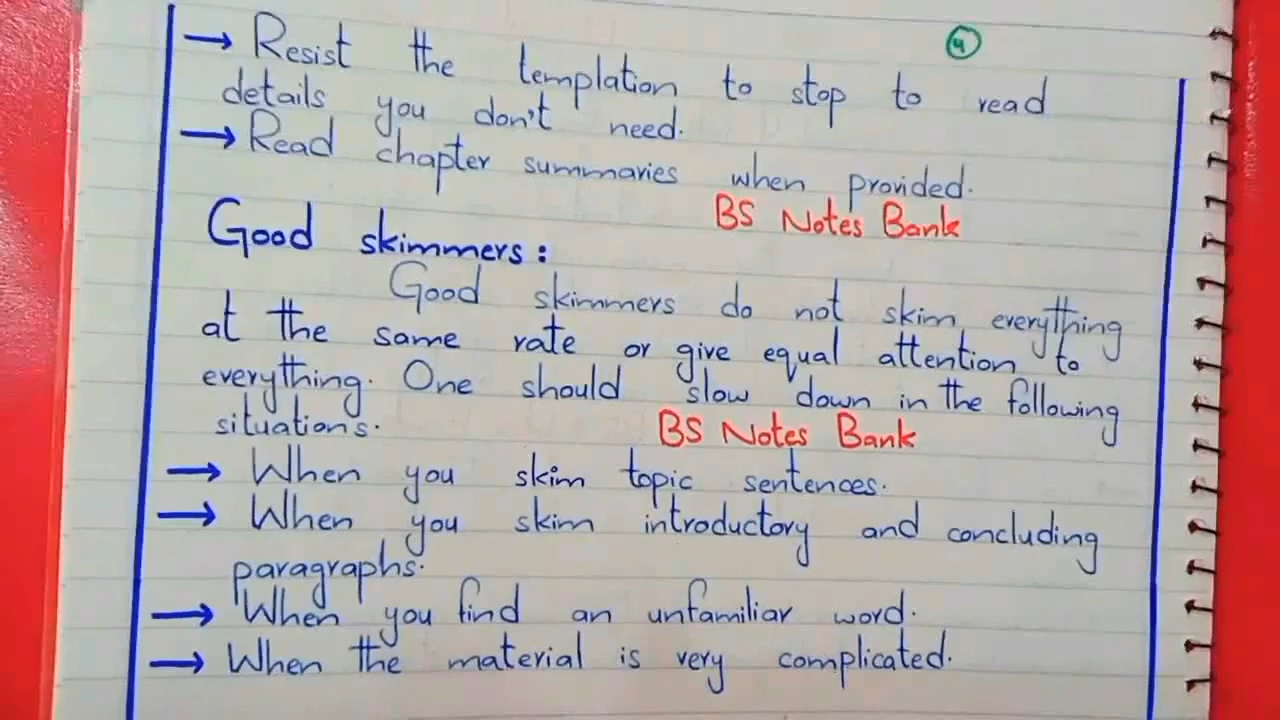 4
→ Resist the templation to stop to read
details you don't need.
→ Read chapter summaries when provided.
BS Notes Bank
Good skimmers:
Good skimmers do not skim everything
at the same rate or give equal attention to
everything. One should slow down in the following
situations.
BS Notes Bank
→ When you skim topic sentences.
→ When you skim introductory and concluding
paragraphs.
→ When you find an unfamiliar word.
→ When the material is very complicated.